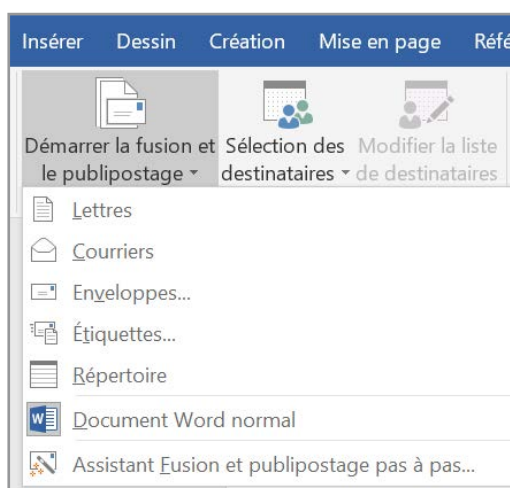 Insérer Dessin Création Mise en page Réfé
Démarrer la fusion et Sélection des Modifier la liste
le publipostage destinataires de destinataires
Lettres
Courriers
Enveloppes...
Étiquettes...
Répertoire
Document Word normal
Assistant Fusion et publipostage pas à pas...